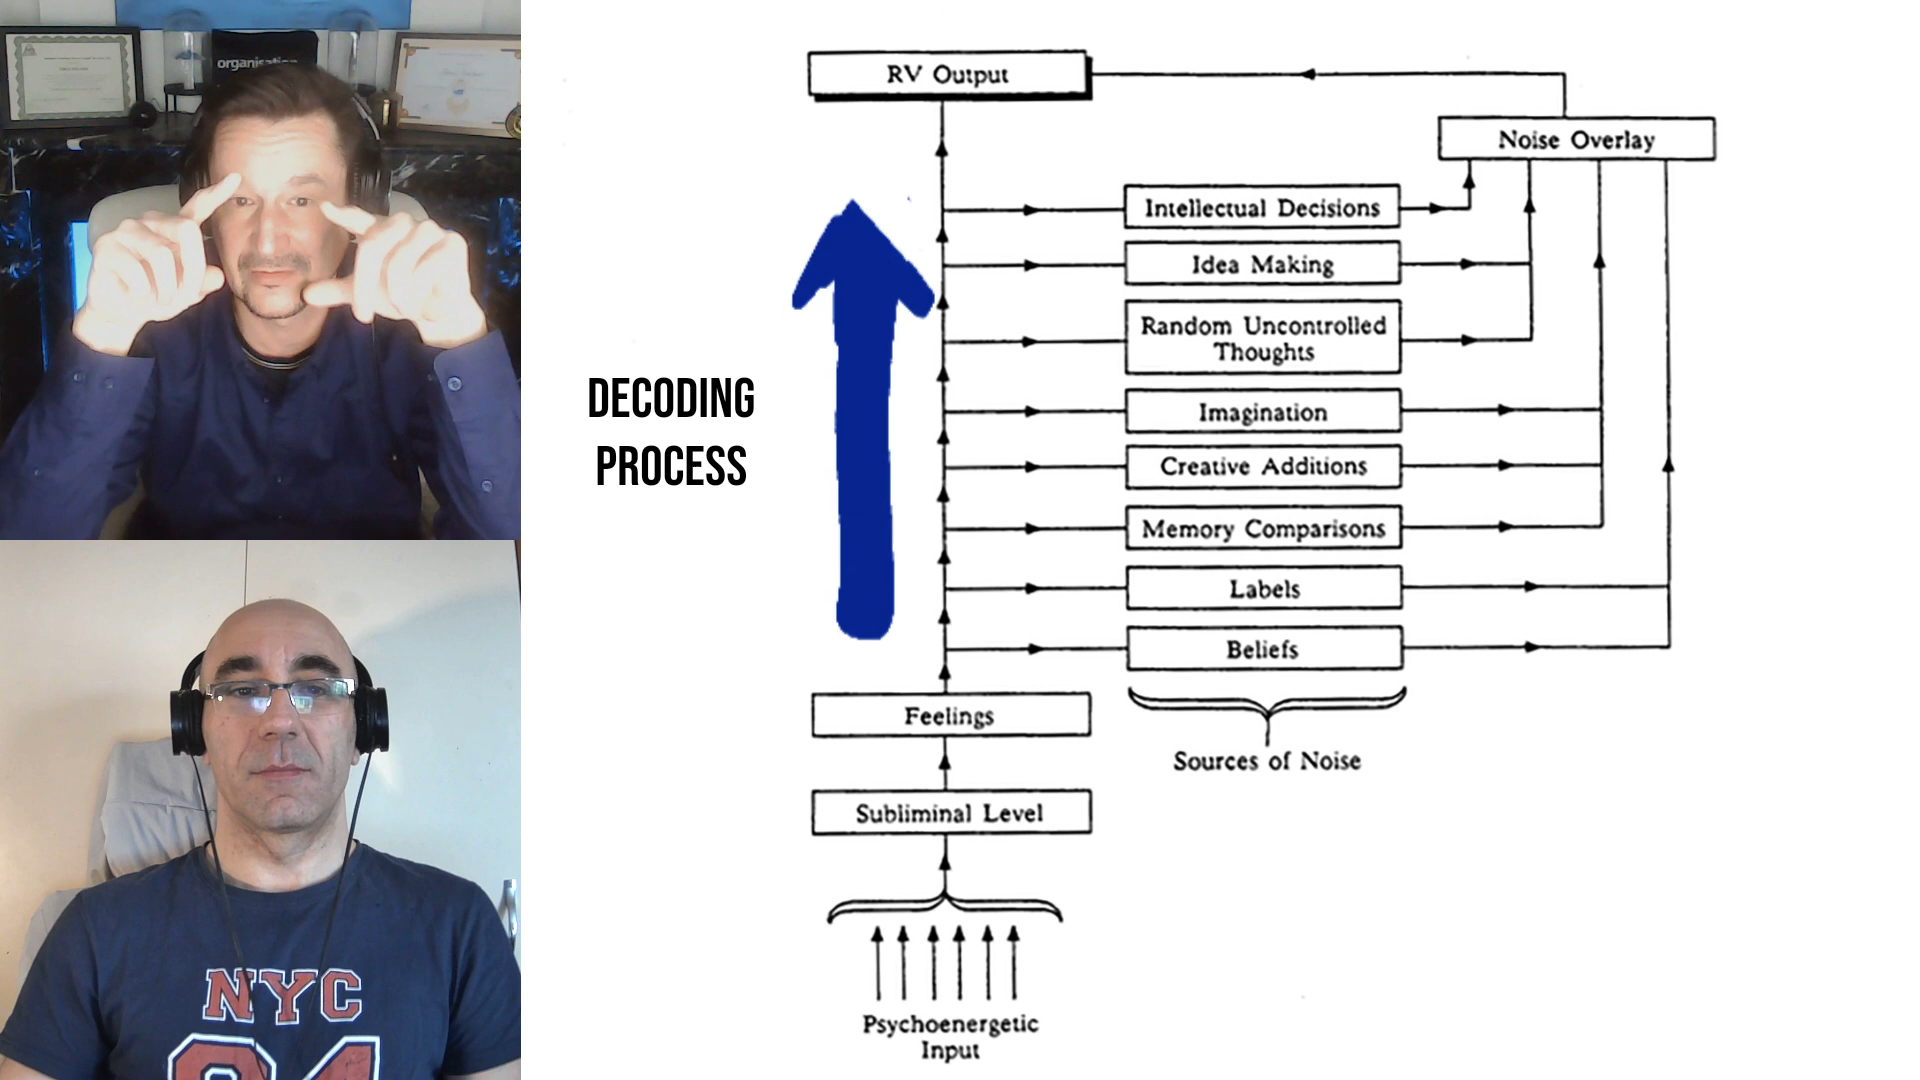 organisation
NYC
DECODING
PROCESS
RV Output
Noise Overlay
Intellectual Decisions
Idea Making
Random Uncontrolled
Thoughts
Imagination
Creative Additions
Memory Comparisons
Labels
Beliefs
Feelings
Sources of Noise
Subliminal Level
Psychoenergetic
Input